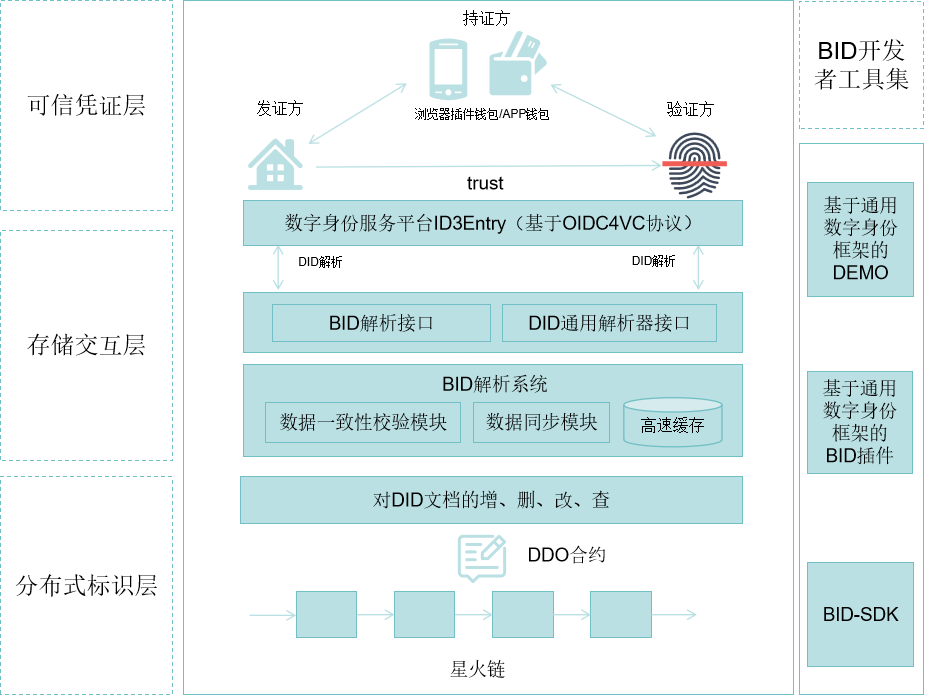 可信凭证层
持证方
浏览器插件钱包/APP钱包
发证方
验证方
trust
数字身份服务平台ID3Entry（基于OIDC4VC协议）
DID解析
DID解析
存储交互层
BID解析接口
DID通用解析器接口
BID解析系统
数据一致性校验模块
数据同步模块
高速缓存
分布式标识层
对DID文档的增、删、改、查
DDO合约
星火链
BID开发
者工具集
基于通用
数字身份
框架的
DEMO
基于通用
数字身份
框架的
BID插件
BID-SDK